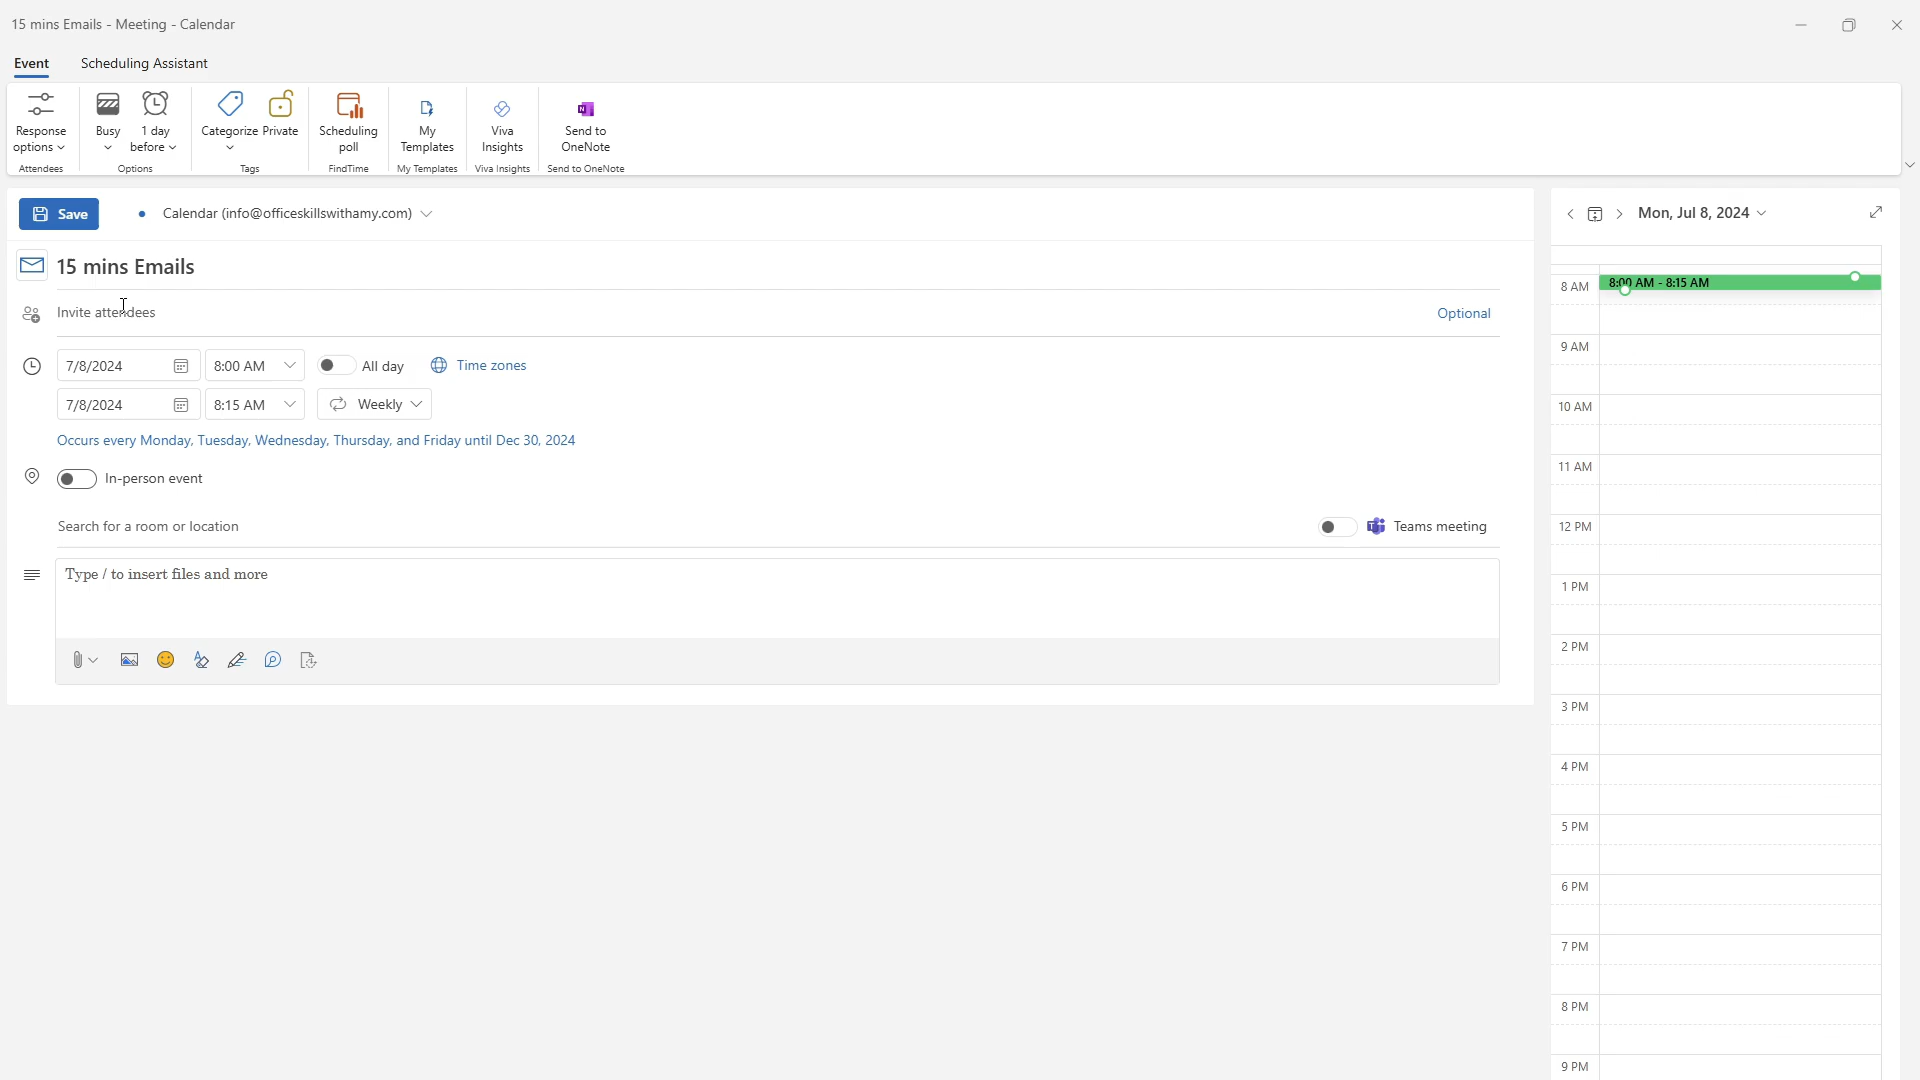 15 mins Emails - Meeting - Calendar
Event
Scheduling Assistant
Response
options
Attendees
Busy
1 day
before
Options
Categorize
Private
Tags
Scheduling
poll
FindTime
My
Templates
My Templates
Viva
Insights
Viva Insights
Send to
OneNote
Send to OneNote
Save
Calendar (info@officeskillswithamy.com)
15 mins Emails
Invite attendees
Optional
7/8/2024
8:00 AM
All day
Time zones
7/8/2024
8:15 AM
Weekly
Occurs every Monday, Tuesday, Wednesday, Thursday, and Friday until Dec 30, 2024
In-person event
Search for a room or location
Teams meeting
Type / to insert files and more
Mon, Jul 8, 2024
8 AM
8:00 AM - 8:15 AM
9 AM
10 AM
11 AM
12 PM
1 PM
2 PM
3 PM
4 PM
5 PM
6 PM
7 PM
8 PM
9 PM